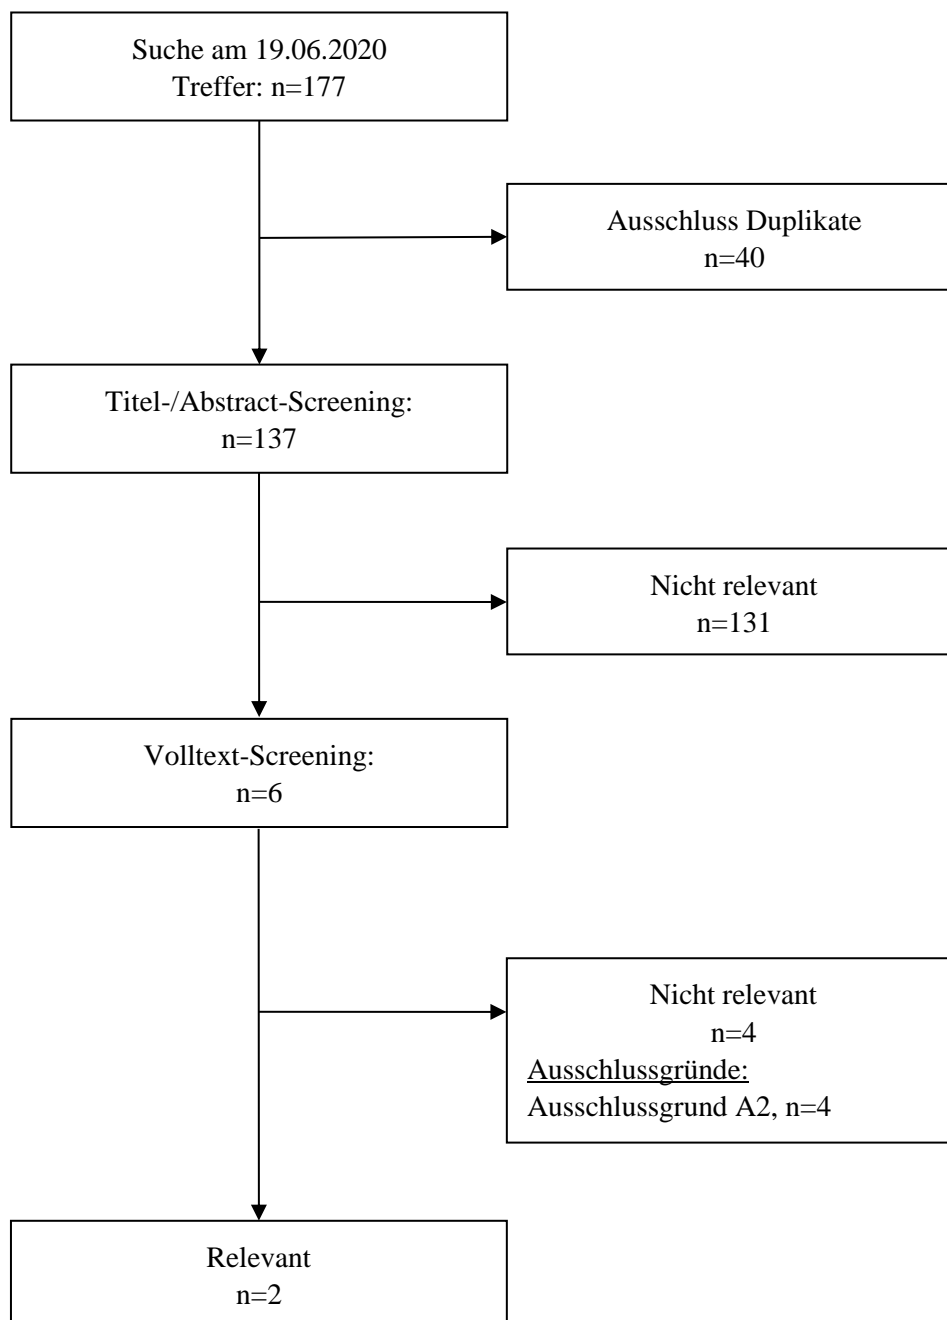 Suche am 19.06.2020
Treffer: n=177
Ausschluss Duplikate
n=40
Titel-/Abstract-Screening:
n=137
Nicht relevant
n=131
Volltext-Screening:
n=6
Nicht relevant
n=4
Ausschlussgründe:
Ausschlussgrund A2, n=4
Relevant
n=2